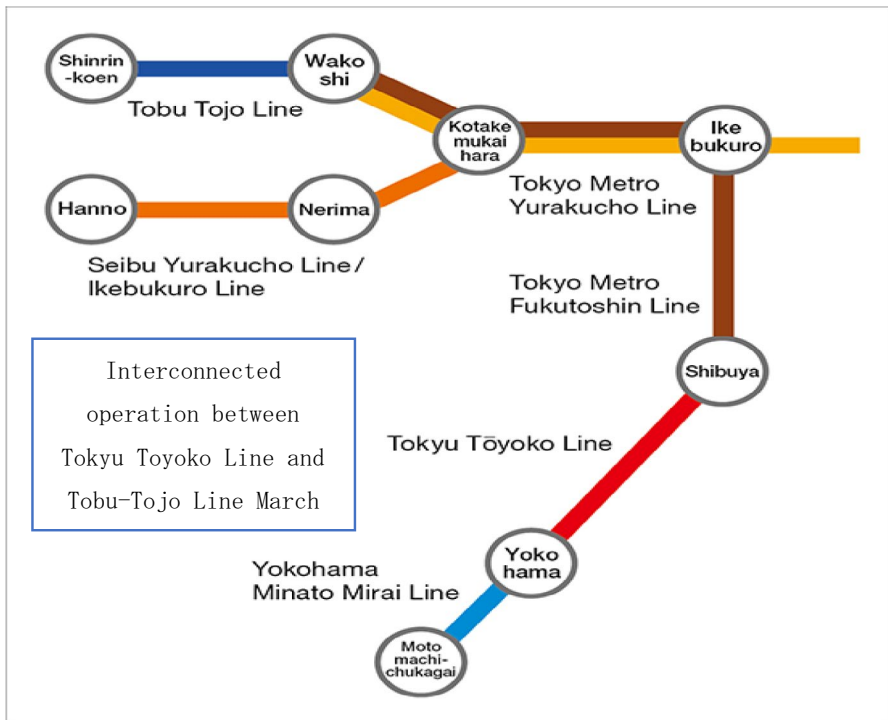 Shinrin
-koen
Wako
shi
Tobu Tojo Line
Kotake
mukai
hara
Ike
bukuro
Hanno
Nerima
Tokyo Metro
Yurakucho Line
Seibu Yurakucho Line/
Ikebukuro Line
Tokyo Metro
Fukutoshin Line
Interconnected
operation between
Tokyu Toyoko Line and
Tobu-Tojo Line March
Shibuya
Tokyu Tōyoko Line
Yoko
hama
Yokohama
Minato Mirai Line
Moto
machi-
chukagai